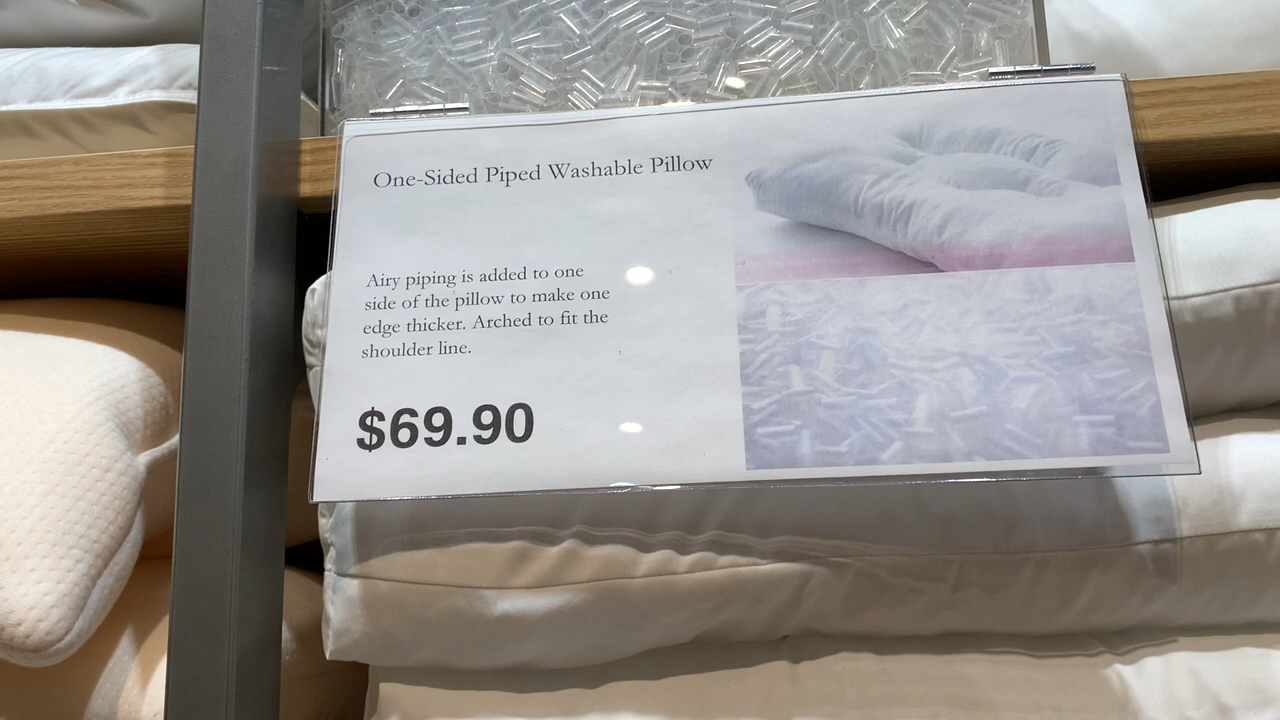 One-Sided Piped Washable Pillow
Airy piping is added to one
side of the pillow to make one
edge thicker. Arched to fit the
shoulder line.
$69.90